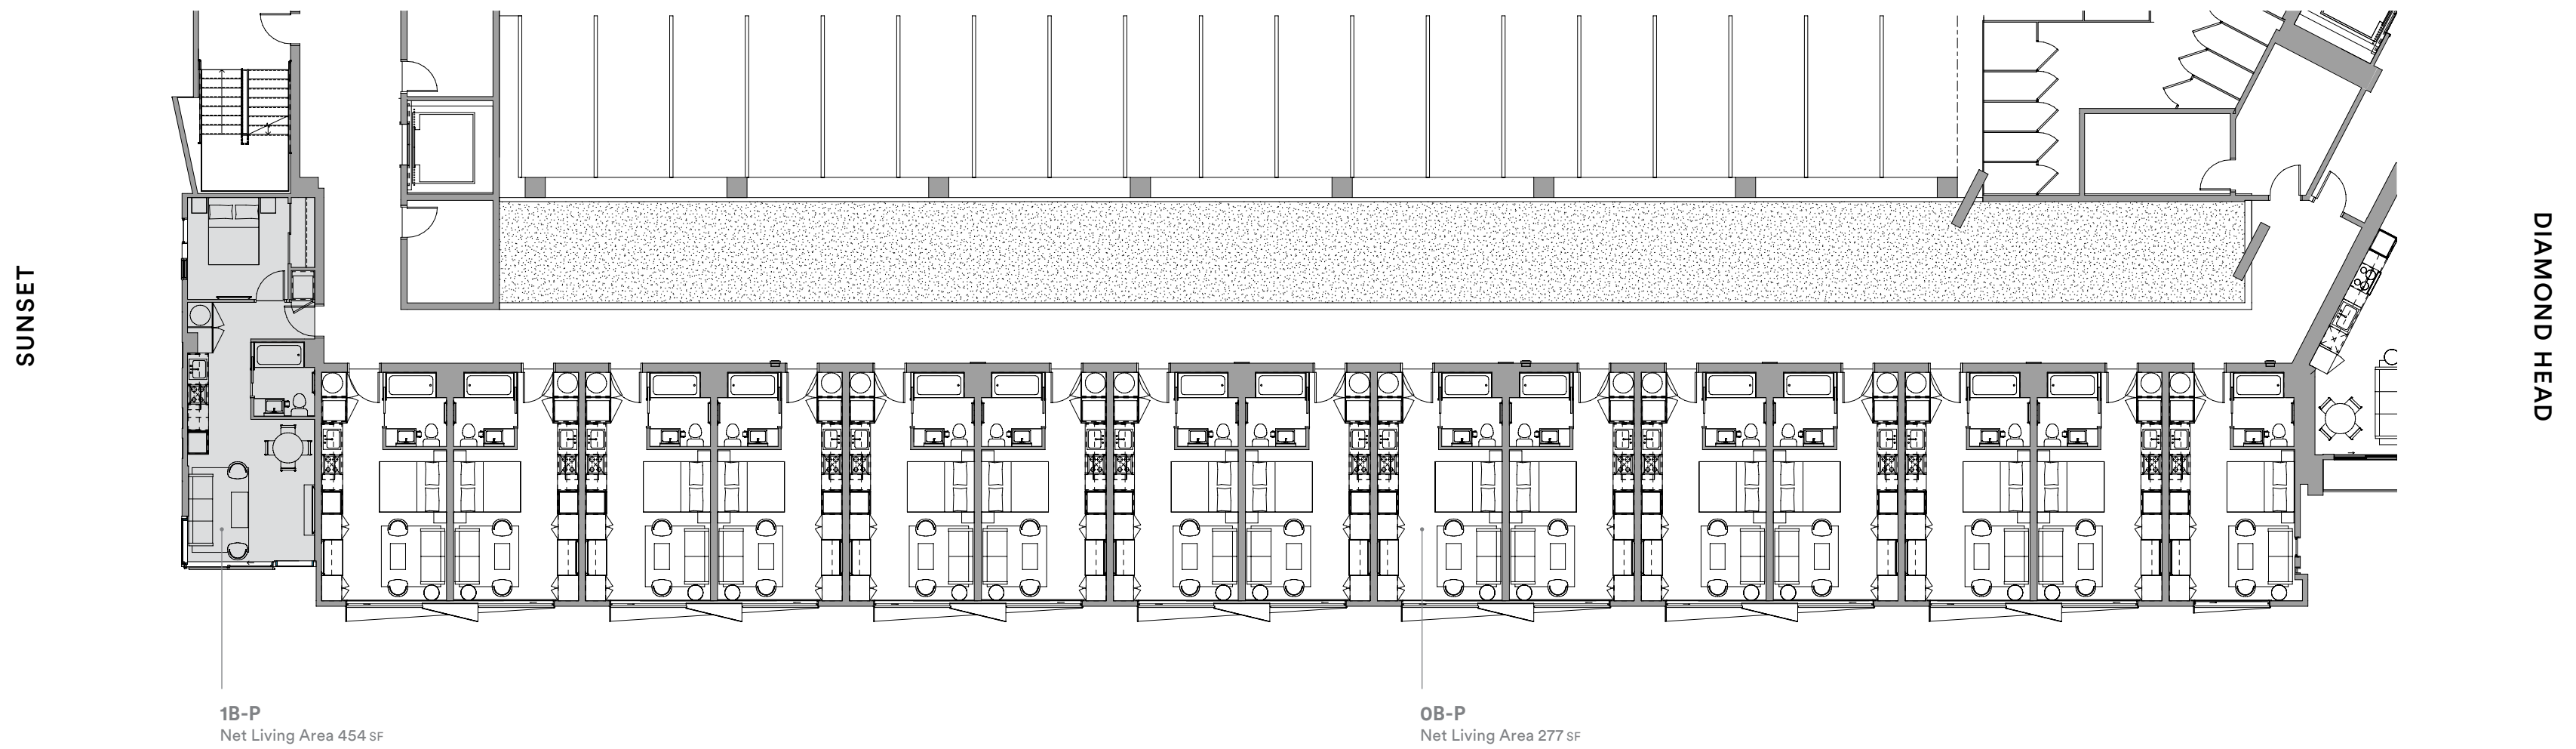 SUNSET
DIAMOND HEAD
1B-P
Net Living Area 454 SF
0B-P
Net Living Area 277 SF